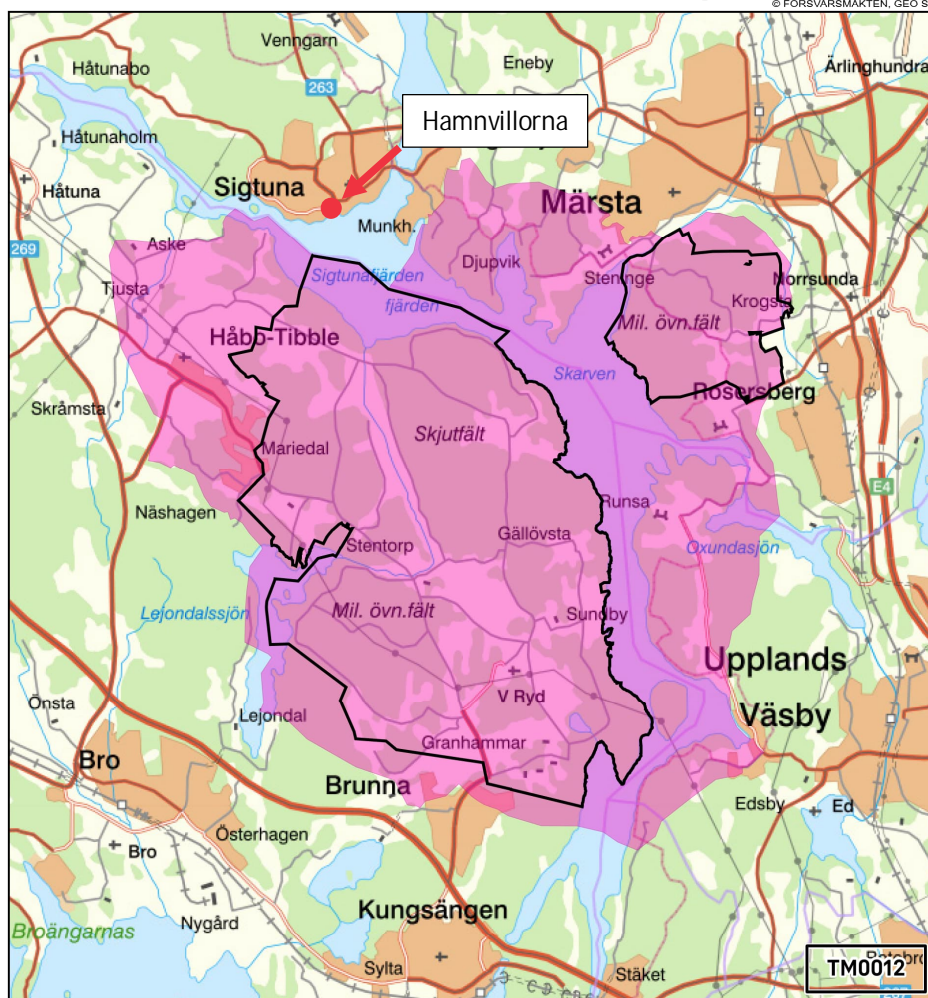 © FÖRSVARSMAKTEN, GEO S
Venngarn
Eneby
Håtunabo
Ärlinghundra
263
Hamnvillorna
Håtunaholm
Håtuna
Sigtuna
Märsta
Munkh.
269
Aske
Djupvik
Sigtunafjärden
Steninge
Norrsunda
Tjusta
fjärden
Krogsta
Håbo-Tibble
Mil. övn.fält
Skarven
Rosersberg
Skråmsta
Skjutfält
Mariedal
E4
Näshagen
Runsa
Gällövsta
Stentorp
Oxundasjön
Lejondalssjön
Mil. övn.fält
Sundby
Upplands
Väsby
V Ryd
Önsta
Lejondal
Granhammar
Bro
Brunna
Edsby
Ed
Österhagen
Bro
Kungsängen
Nygård
Broängarnas
Sylta
Stäket
TM0012